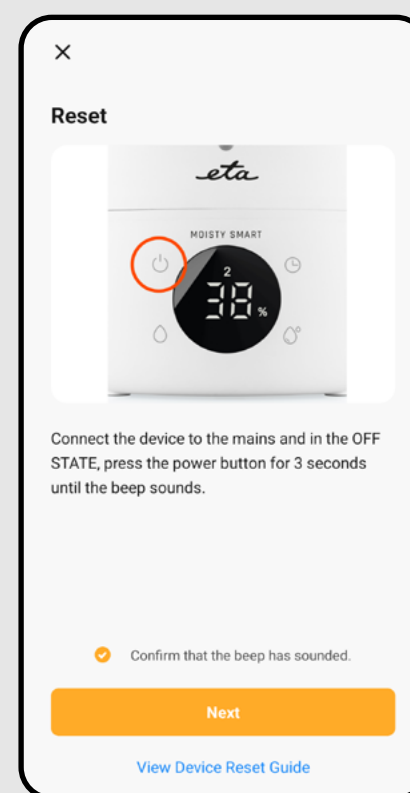 Reset
eta
MOISTY SMART
2
38 %
Connect the device to the mains and in the OFF
STATE, press the power button for 3 seconds
until the beep sounds.
Confirm that the beep has sounded.
Next
View Device Reset Guide